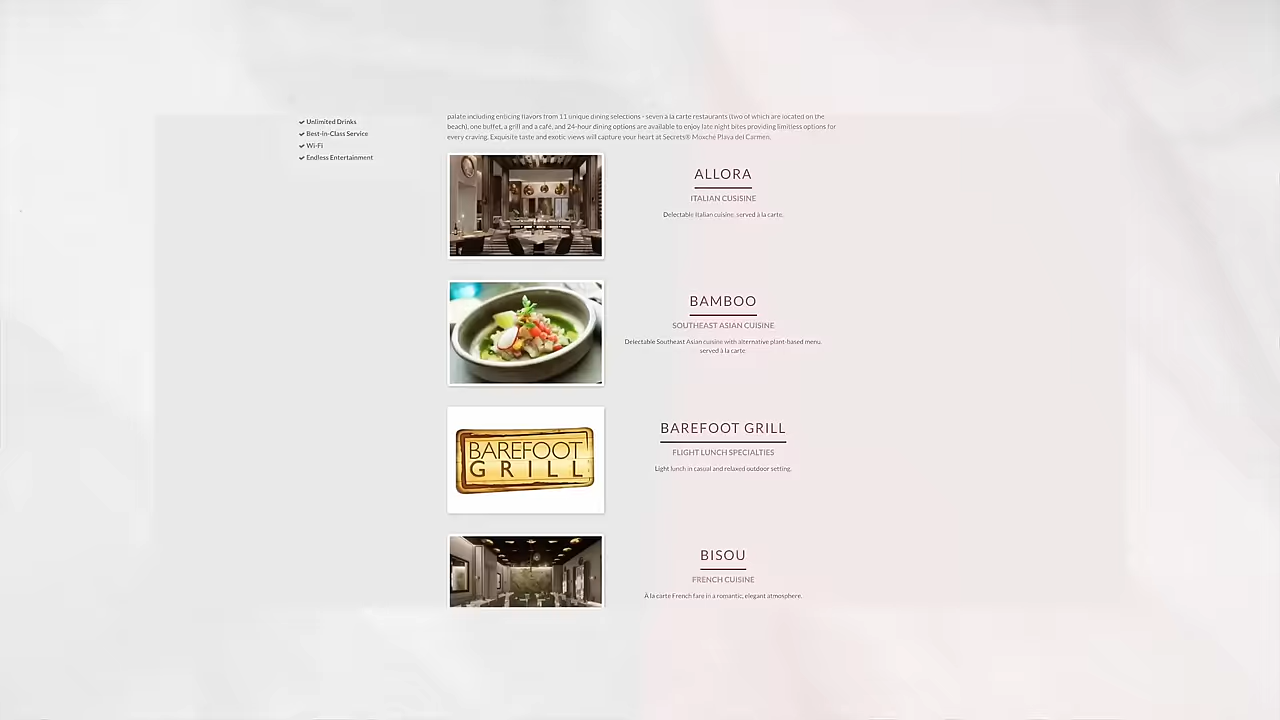 Unlimited Drinks
Best-in-Class Service
Wi-Fi
Endless Entertainment
palate including enticing flavors from 11 unique dining selections - seven à la carte restaurants (two of which are located on the
beach), one buffet, a grill and a café, and 24-hour dining options are available to enjoy late night bites providing limitless options for
every craving. Exquisite taste and exotic views will capture your heart at Secrets® Moxché Playa del Carmen.
ALLORA
ITALIAN CUSISINE
Delectable Italian cuisine, served à la carte.
BAMBOO
SOUTHEAST ASIAN CUISINE
Delectable Southeast Asian cuisine with alternative plant-based menu,
served à la carte
BAREFOOT
GRILL
BAREFOOT GRILL
FLIGHT LUNCH SPECIALTIES
Light lunch in casual and relaxed outdoor setting.
BISOU
FRENCH CUISINE
À la carte French fare in a romantic, elegant atmosphere.